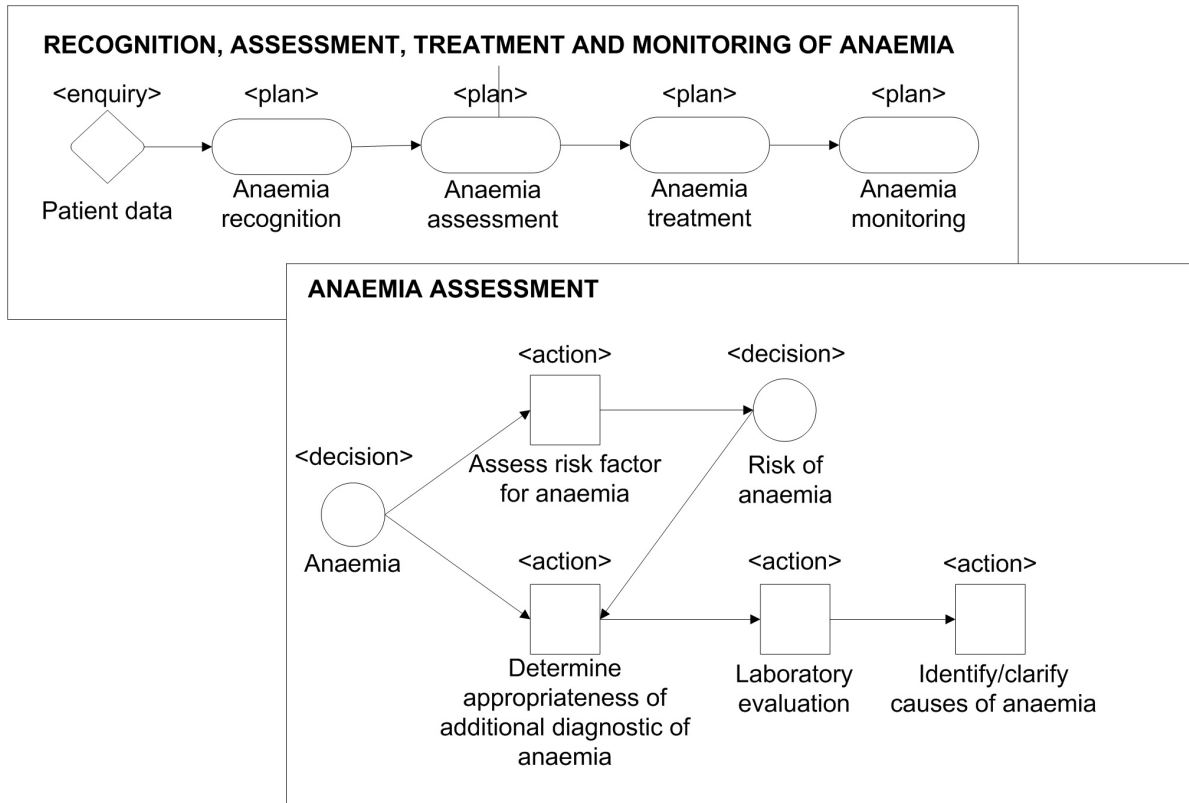 RECOGNITION, ASSESSMENT, TREATMENT AND MONITORING OF ANAEMIA
<enquiry>
<plan>
<plan>
<plan>
<plan>
Patient data
Anaemia
recognition
Anaemia
assessment
Anaemia
treatment
Anaemia
monitoring
ANAEMIA ASSESSMENT
<action>
<decision>
Assess risk factor
for anaemia
Risk of
anaemia
<decision>
Anaemia
<action>
<action>
<action>
Determine
appropriateness of
additional diagnostic of
anaemia
Laboratory
evaluation
Identify/clarify
causes of anaemia